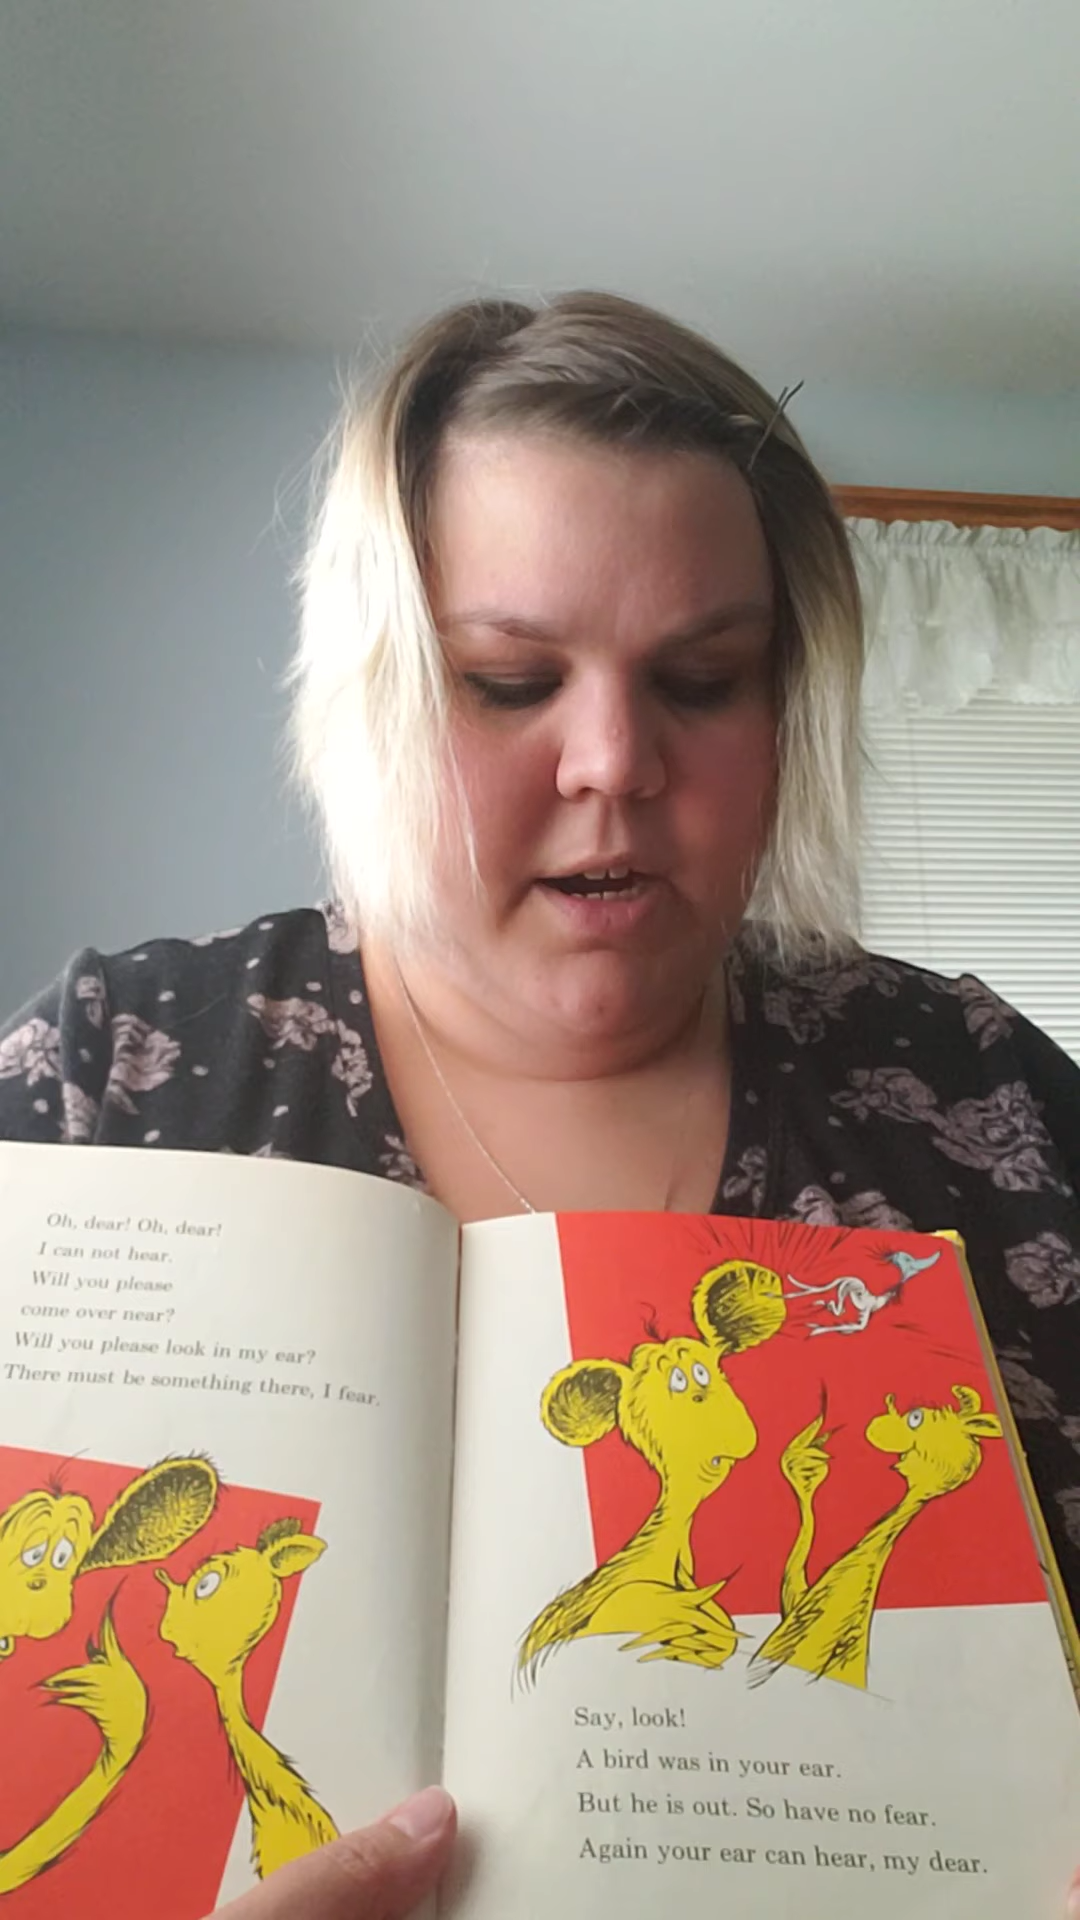 Oh, dear! Oh, dear!
I can not hear.
Will you please
come over near?
Will you please look in my ear?
There must be something there, I fear.
Say, look!
A bird was in your ear.
But he is out. So have no fear.
Again your ear can hear, my dear.